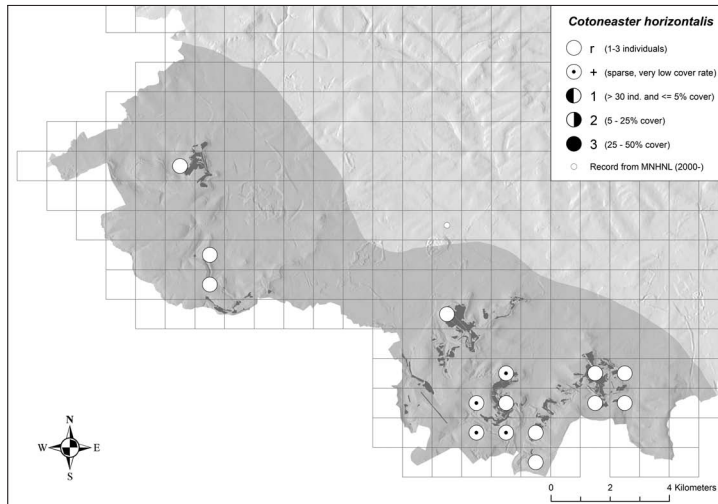 Cotoneaster horizontalis
r (1-3 individuals)
+ (sparse, very low cover rate)
1 (> 30 ind. and <= 5% cover)
2 (5 - 25% cover)
3 (25 - 50% cover)
Record from MNHNL (2000-)
N
W E
S
0 2 4 Kilometers